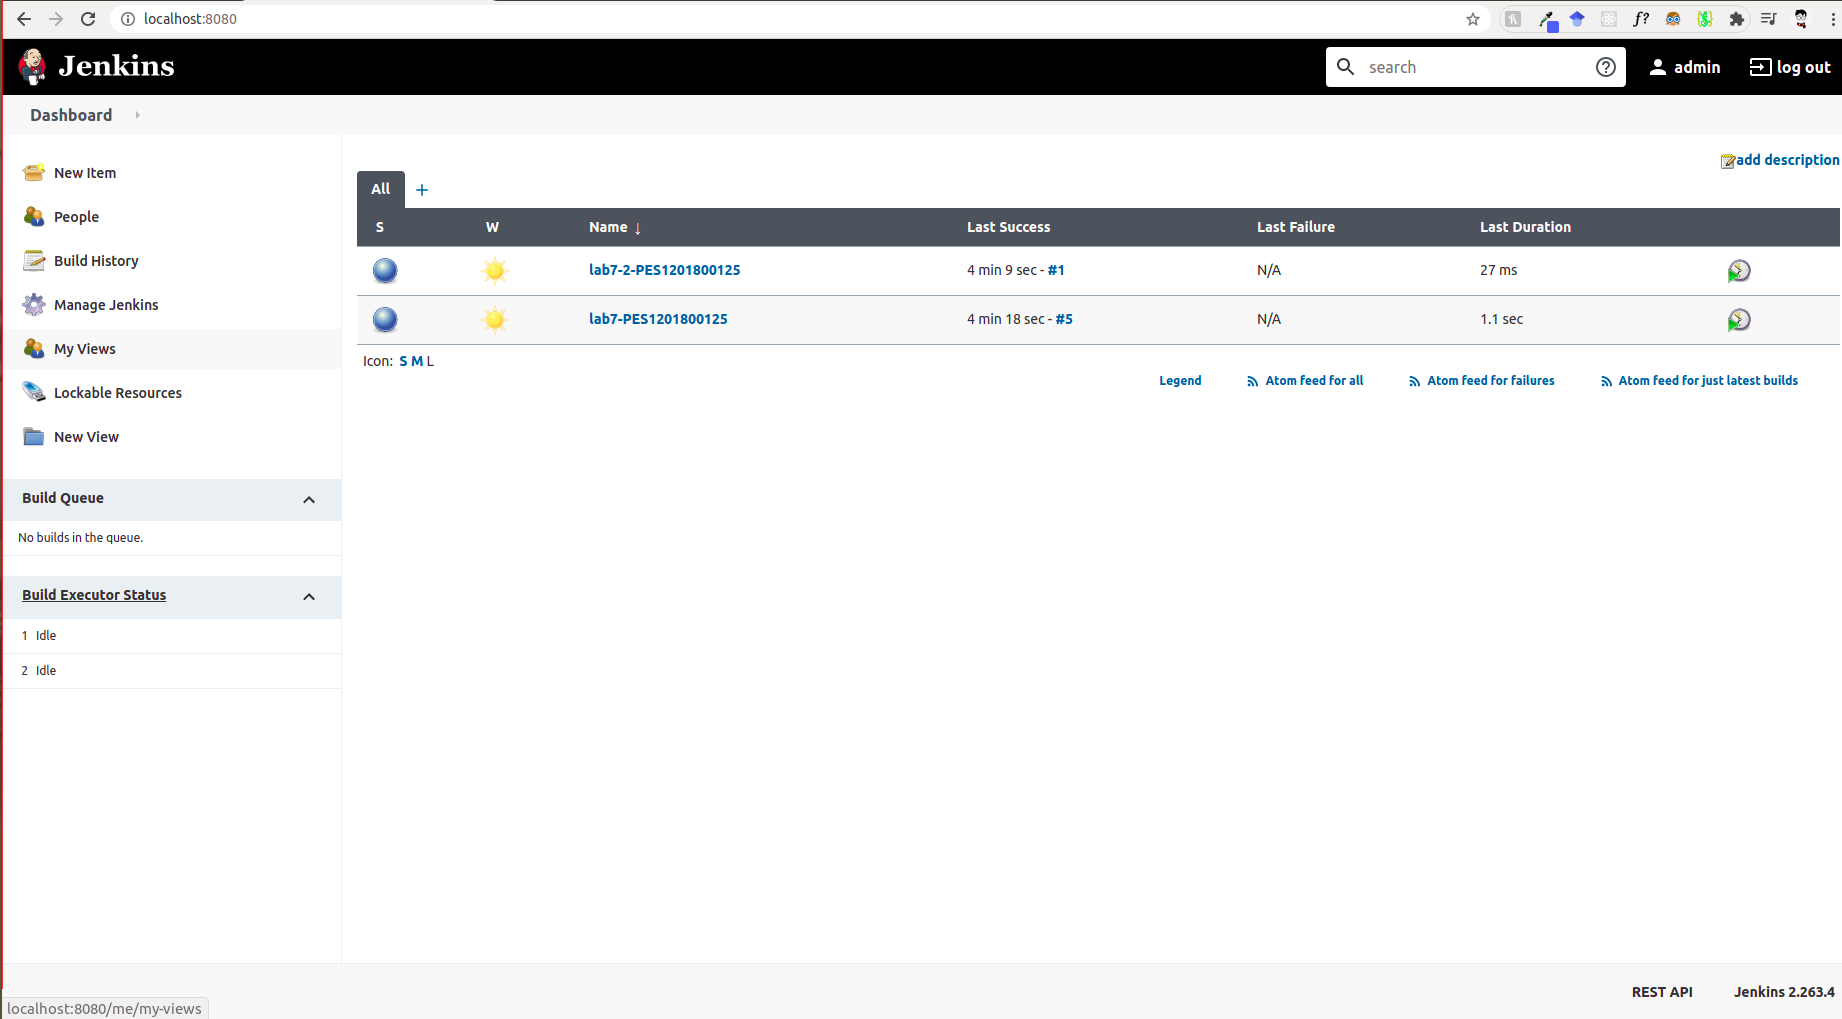 localhost:8080
f?
Jenkins
search
admin
log out
Dashboard
New Item
People
Build History
Manage Jenkins
My Views
Lockable Resources
New View
Build Queue
No builds in the queue.
Build Executor Status
1 Idle
2 Idle
add description
All +
S W Name ↓ Last Success Last Failure Last Duration
lab7-2-PES1201800125 4 min 9 sec - #1 N/A 27 ms
lab7-PES1201800125 4 min 18 sec - #5 N/A 1.1 sec
Icon: S M L
Legend Atom feed for all Atom feed for failures Atom feed for just latest builds
REST API Jenkins 2.263.4
localhost:8080/me/my-views